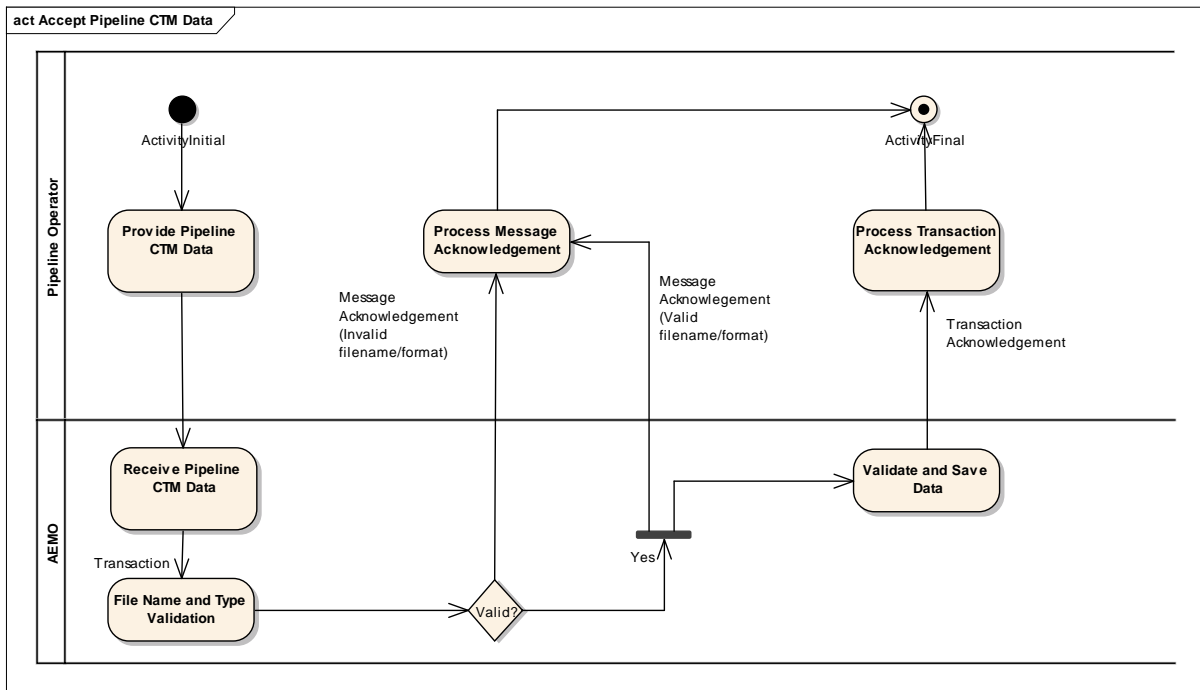 act Accept Pipeline CTM Data
Pipeline Operator
ActivityInitial
ActivityFinal
Provide Pipeline
CTM Data
Process Message
Acknowledgement
Process Transaction
Acknowledgement
Message
Acknowledgement
(Invalid
filename/format)
Message
Acknowlegement
(Valid
filename/format)
Transaction
Acknowledgement
AEMO
Receive Pipeline
CTM Data
Validate and Save
Data
Transaction
Yes
File Name and Type
Validation
Valid?